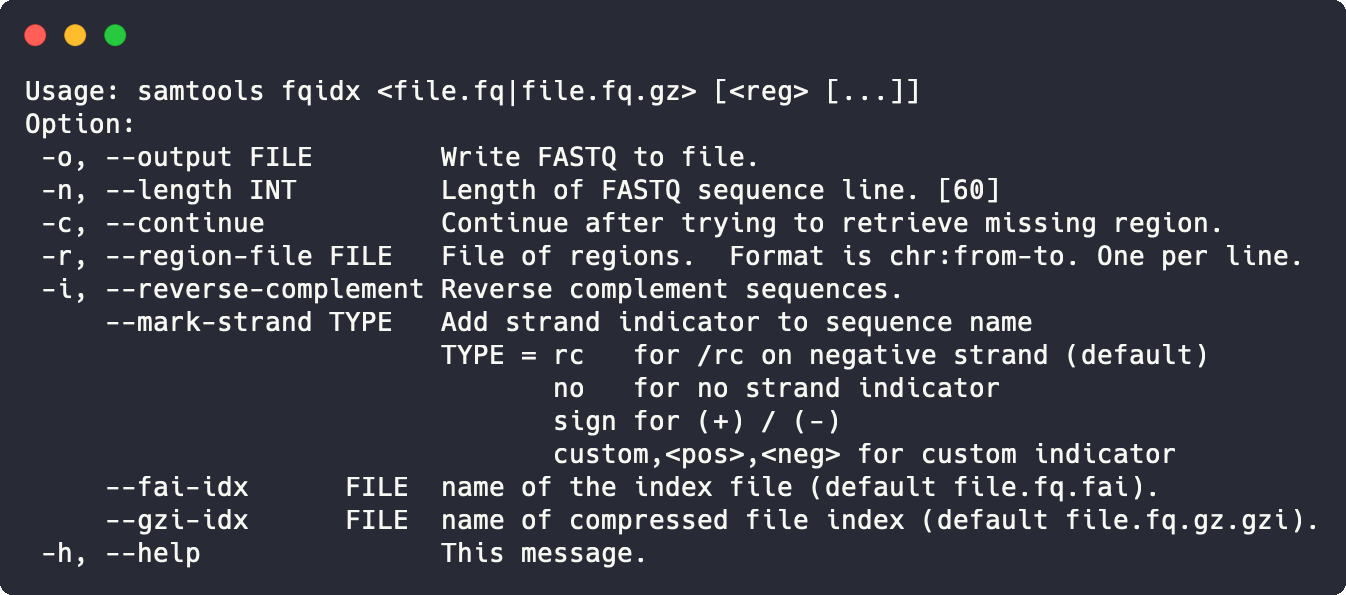 Usage: samtools fqidx <file.fq|file.fq.gz> [<reg> [...]]
Option:
 -o, --output FILE        Write FASTQ to file.
 -n, --length INT         Length of FASTQ sequence line. [60]
 -c, --continue           Continue after trying to retrieve missing region.
 -r, --region-file FILE   File of regions.  Format is chr:from-to. One per line.
 -i, --reverse-complement Reverse complement sequences.
     --mark-strand TYPE   Add strand indicator to sequence name
                          TYPE = rc   for /rc on negative strand (default)
                                 no   for no strand indicator
                                 sign for (+) / (-)
                                 custom,<pos>,<neg> for custom indicator
     --fai-idx      FILE  name of the index file (default file.fq.fai).
     --gzi-idx      FILE  name of compressed file index (default file.fq.gz.gzi).
 -h, --help               This message.